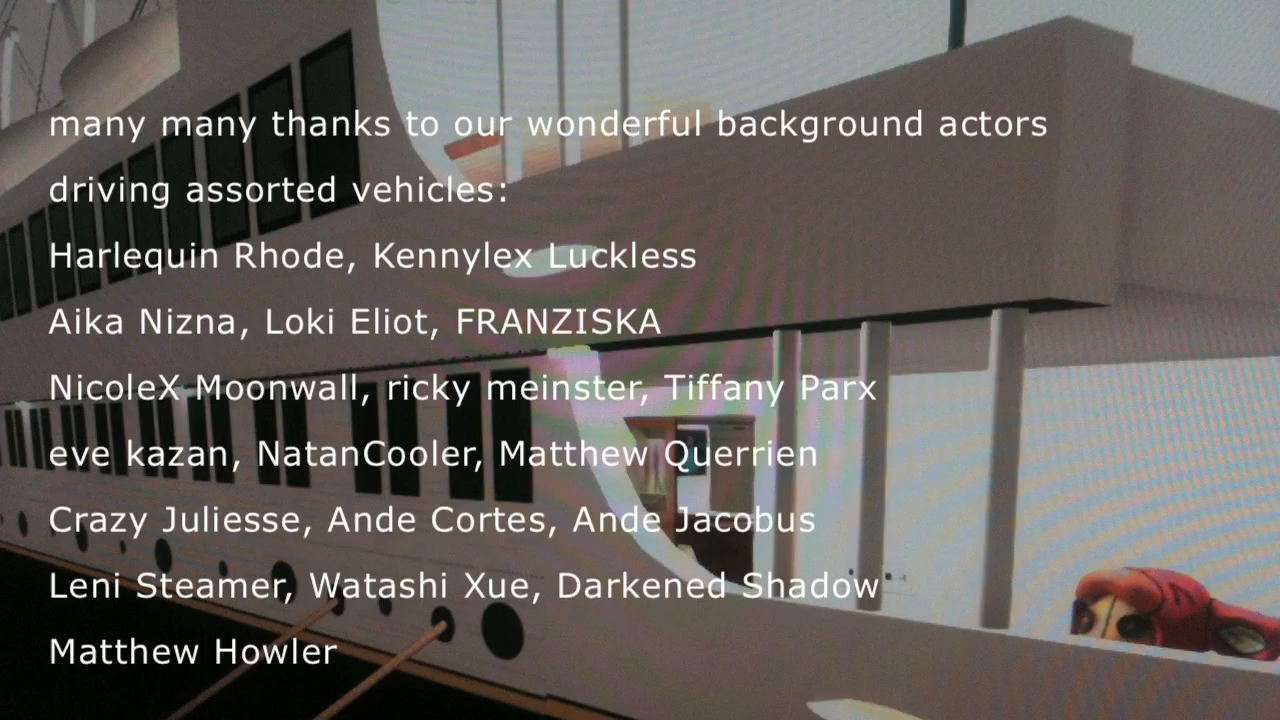 many many thanks to our wonderful background actors
driving assorted vehicles:
Harlequin Rhode, Kennylex Luckless
Aika Nizna, Loki Eliot, FRANZISKA
NicoleX Moonwall, ricky meinster, Tiffany Parx
eve kazan, NatanCooler, Matthew Querrien
Crazy Juliesse, Ande Cortes, Ande Jacobus
Leni Steamer, Watashi Xue, Darkened Shadow
Matthew Howler